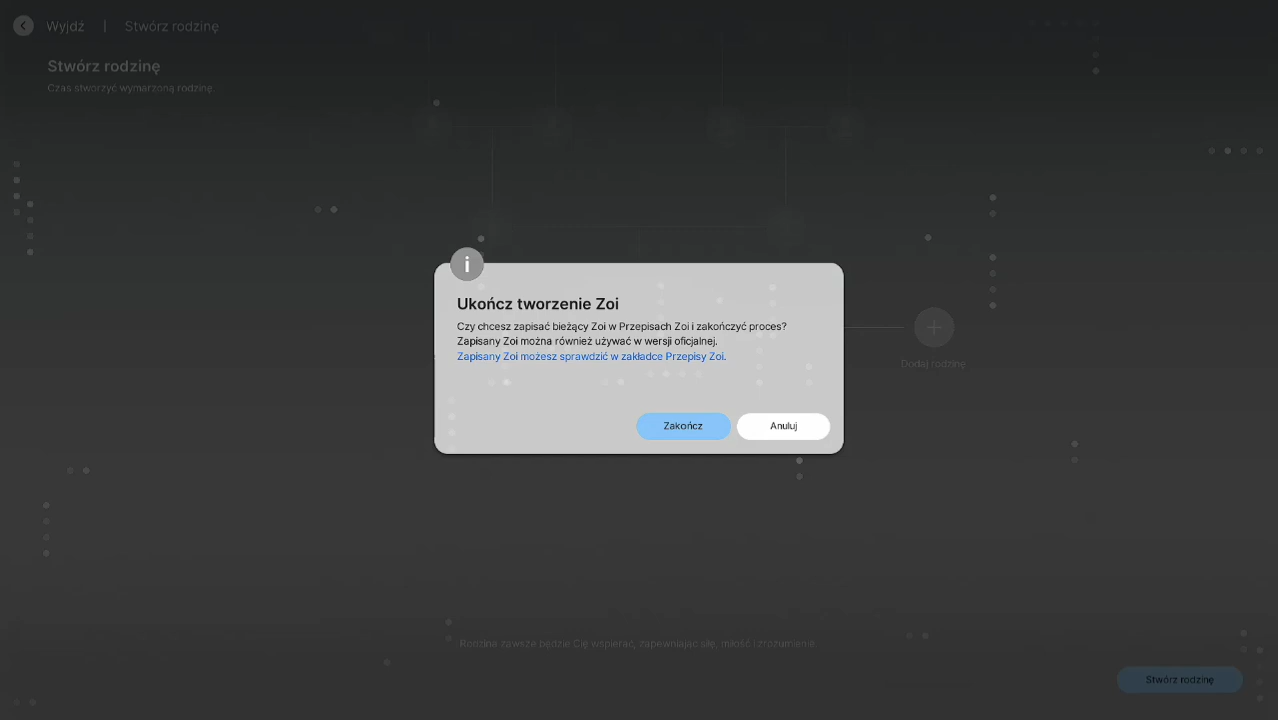 Wyjdź | Stwórz rodzinę
Stwórz rodzinę
Czas stworzyć wymarzoną rodzinę.
i
Ukończ tworzenie Zoi
Czy chcesz zapisać bieżący Zoi w Przepisach Zoi i zakończyć proces?
Zapisany Zoi można również używać w wersji oficjalnej.
Zapisany Zoi możesz sprawdzić w zakładce Przepisy Zoi.
Zakończ
Anuluj
Dodaj rodzinę
Rodzina zawsze będzie Cię wspierać, zapewniając siłę, miłość i zrozumienie.
Stwórz rodzinę